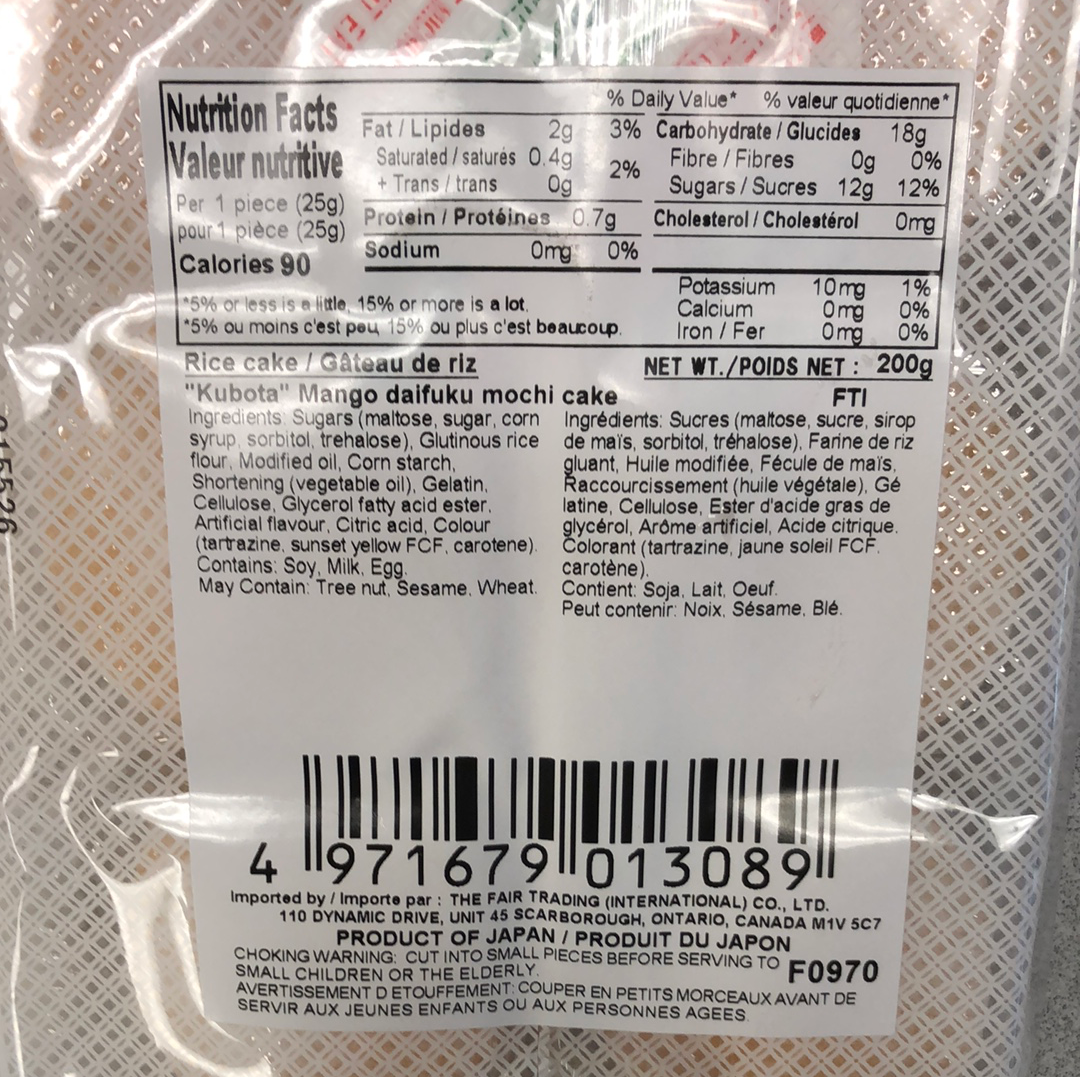 Nutrition Facts
Valeur nutritive
Per 1 piece (25g)
pour 1 pièce (25g)
Calories 90
% Daily Value* % valeur quotidienne*
Fat / Lipides 2g 3%
Saturated / saturés 0.4g
+ Trans / trans 0g 2%
Protein / Protéines 0.7g
Sodium 0mg 0%
Carbohydrate / Glucides 18g
Fibre / Fibres 0g 0%
Sugars / Sucres 12g 12%
Cholesterol / Cholestérol 0mg
Potassium 10mg 1%
Calcium 0mg 0%
Iron / Fer 0mg 0%
*5% or less is a little, 15% or more is a lot.
*5% ou moins c'est peu, 15% ou plus c'est beaucoup.
Rice cake / Gâteau de riz
NET WT./POIDS NET : 200g
"Kubota" Mango daifuku mochi cake
FTI
Ingredients: Sugars (maltose, sugar, corn
syrup, sorbitol, trehalose), Glutinous rice
flour, Modified oil, Corn starch,
Shortening (vegetable oil), Gelatin,
Cellulose, Glycerol fatty acid ester,
Artificial flavour, Citric acid, Colour
(tartrazine, sunset yellow FCF, carotene).
Contains: Soy, Milk, Egg.
May Contain: Tree nut, Sesame, Wheat.
Ingrédients: Sucres (maltose, sucre, sirop
de maïs, sorbitol, tréhalose), Farine de riz
gluant, Huile modifiée, Fécule de maïs,
Raccourcissement (huile végétale), Gé
latine, Cellulose, Ester d'acide gras de
glycérol, Arôme artificiel, Acide citrique.
Colorant (tartrazine, jaune soleil FCF.
carotène).
Contient: Soja, Lait, Oeuf.
Peut contenir: Noix, Sésame, Blé.
4 971679 013089
Imported by / Importe par : THE FAIR TRADING (INTERNATIONAL) CO., LTD.
110 DYNAMIC DRIVE, UNIT 45 SCARBOROUGH, ONTARIO, CANADA M1V 5C7
PRODUCT OF JAPAN / PRODUIT DU JAPON
CHOKING WARNING: CUT INTO SMALL PIECES BEFORE SERVING TO
SMALL CHILDREN OR THE ELDERLY.
F0970
AVERTISSEMENT D ETOUFFEMENT: COUPER EN PETITS MORCEAUX AVANT DE
SERVIR AUX JEUNES ENFANTS OU AUX PERSONNES AGEES.